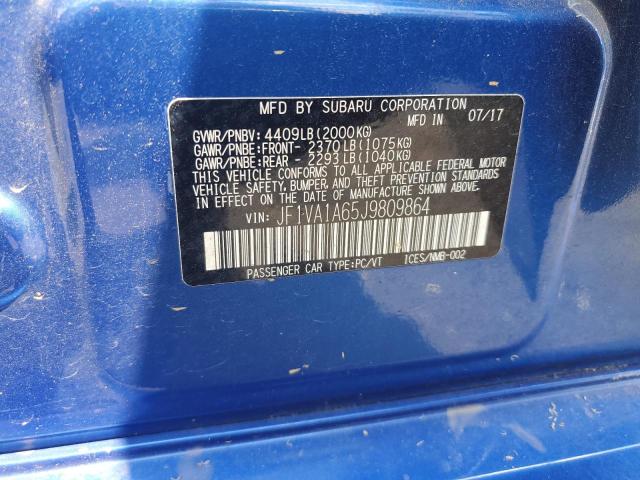 MFD BY SUBARU CORPORATION
MFD IN 07/17
GVWR/PNBV: 4409LB(2000KG)
GAWR/PNBE:FRONT- 2370LB(1075KG)
GAWR/PNBE:REAR - 2293LB(1040KG)
THIS VEHICLE CONFORMS TO ALL APPLICABLE FEDERAL MOTOR
VEHICLE SAFETY, BUMPER, AND THEFT PREVENTION STANDARDS
IN EFFECT ON THE DATE OF MANUFACTURE SHOWN ABOVE.
VIN: JF1VA1A65J9809864
PASSENGER CAR TYPE:PC/VT ICES/NMB-002